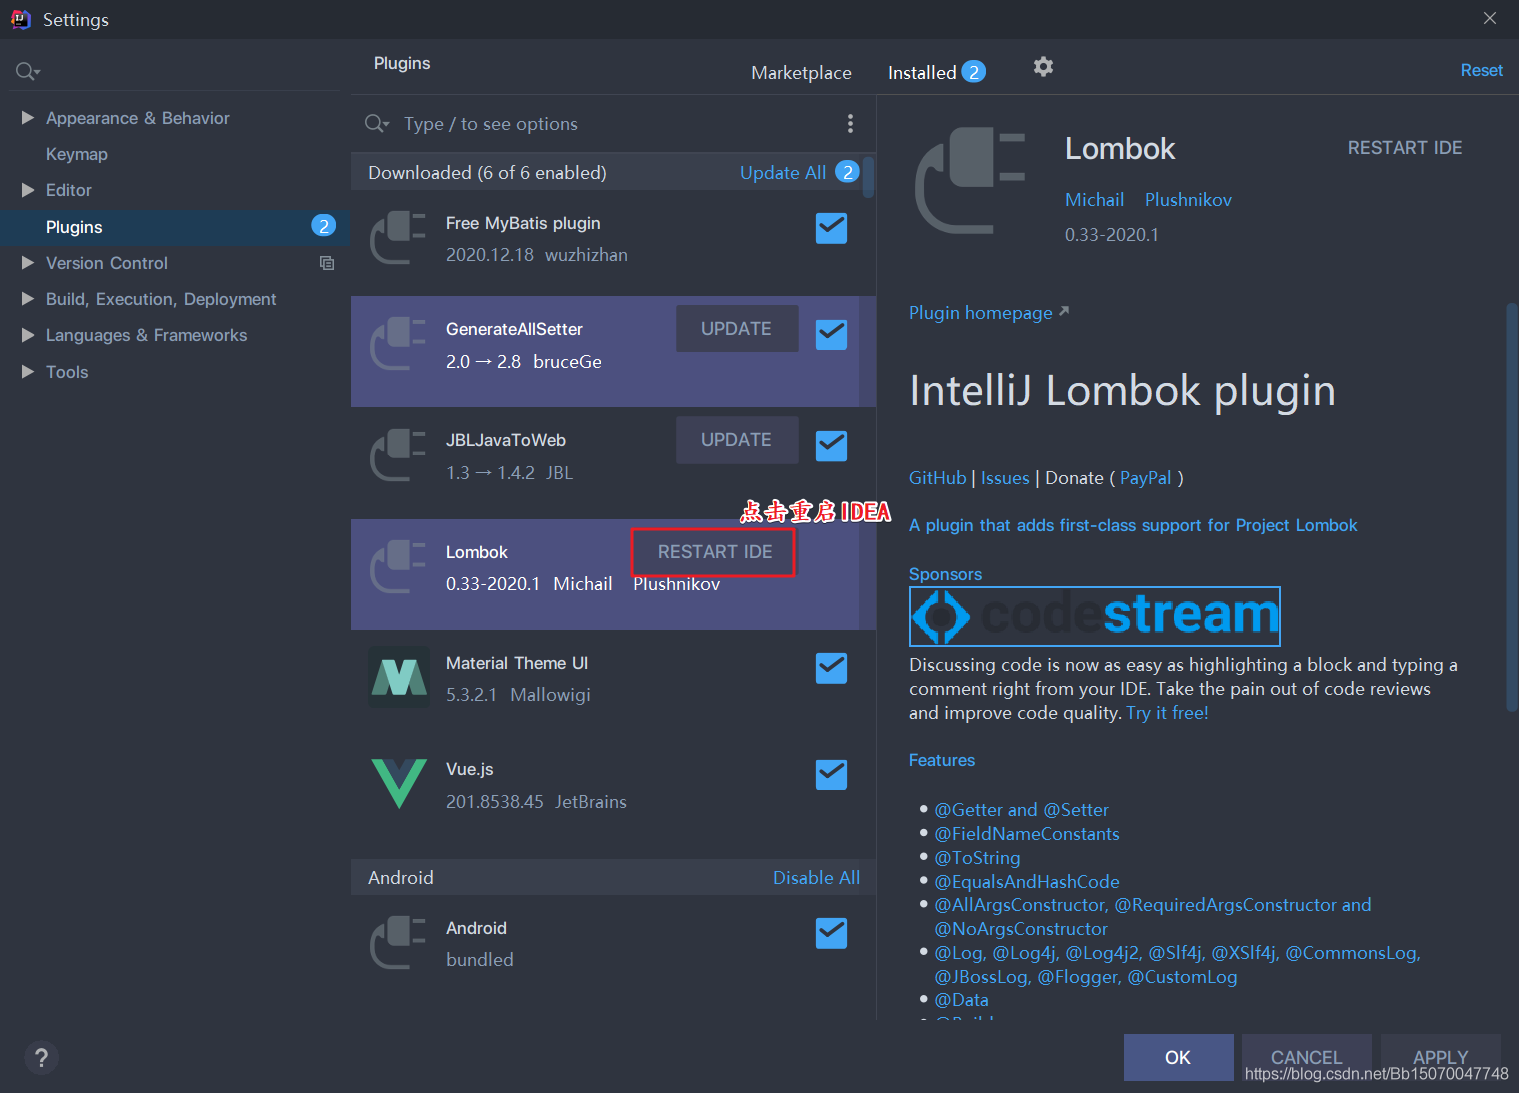 Settings
Plugins
Marketplace
Installed 2
Reset
Appearance & Behavior
Keymap
Editor
Plugins 2
Version Control
Build, Execution, Deployment
Languages & Frameworks
Tools
Type / to see options
Downloaded (6 of 6 enabled) Update All 2
Free MyBatis plugin
2020.12.18 wuzhizhan
GenerateAllSetter UPDATE
2.0 → 2.8 bruceGe
JBLJavaToWeb UPDATE
1.3 → 1.4.2 JBL
点击重启IDEA
Lombok RESTART IDE
0.33-2020.1 Michail Plushnikov
Material Theme UI
5.3.2.1 Mallowigi
Vue.js
201.8538.45 JetBrains
Android Disable All
Android
bundled
Lombok RESTART IDE
Michail Plushnikov
0.33-2020.1
Plugin homepage
IntelliJ Lombok plugin
GitHub | Issues | Donate ( PayPal )
A plugin that adds first-class support for Project Lombok
Sponsors
codestream
Discussing code is now as easy as highlighting a block and typing a
comment right from your IDE. Take the pain out of code reviews
and improve code quality. Try it free!
Features
@Getter and @Setter
@FieldNameConstants
@ToString
@EqualsAndHashCode
@AllArgsConstructor, @RequiredArgsConstructor and
@NoArgsConstructor
@Log, @Log4j, @Log4j2, @Slf4j, @XSlf4j, @CommonsLog,
@JBossLog, @Flogger, @CustomLog
@Data
?
OK CANCEL APPLY
https://blog.csdn.net/Bb15070047748